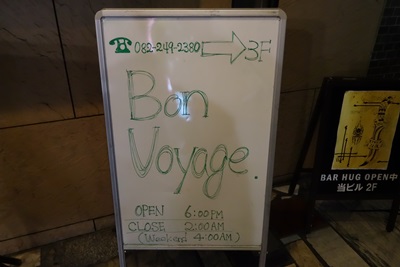 ☎ 082-249-2380 ⇒ 3F
Bon
Voyage.
OPEN 6:00PM
CLOSE 2:00AM
(Weekend 4:00AM)
BAR HUG OPEN中
当ビル 2F